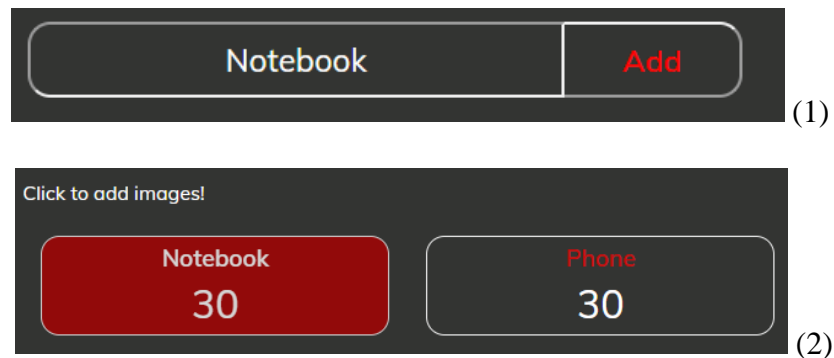 Notebook Add
(1)
Click to add images!
Notebook Phone
30 30
(2)